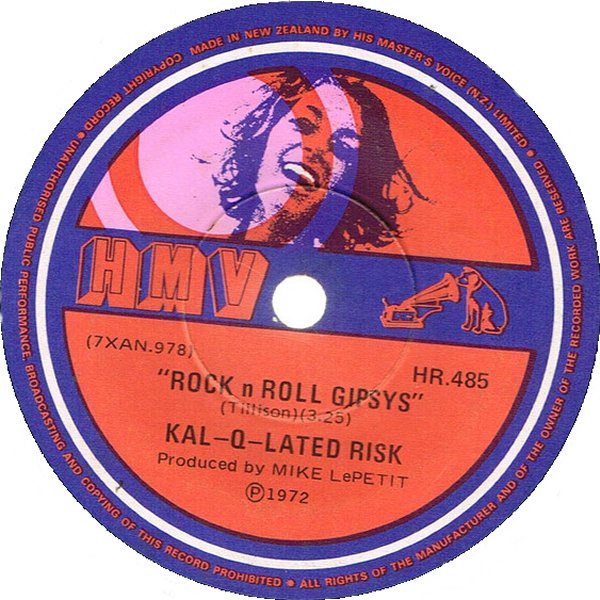 MADE IN NEW ZEALAND BY HIS MASTER'S VOICE (N.Z.) LIMITED ● ALL RIGHTS OF THE MANUFACTURER AND OF THE OWNER OF THE RECORDED WORK ARE RESERVED
COPYRIGHT RECORD ● UNAUTHORISED PUBLIC PERFORMANCE, BROADCASTING AND COPYING OF THIS RECORD PROHIBITED ●
HMV
(7XAN.978)
HR.485
"ROCK n ROLL GIPSYS"
(Tillison)(3.25)
KAL-Q-LATED RISK
Produced by MIKE LePETIT
Ⓟ1972